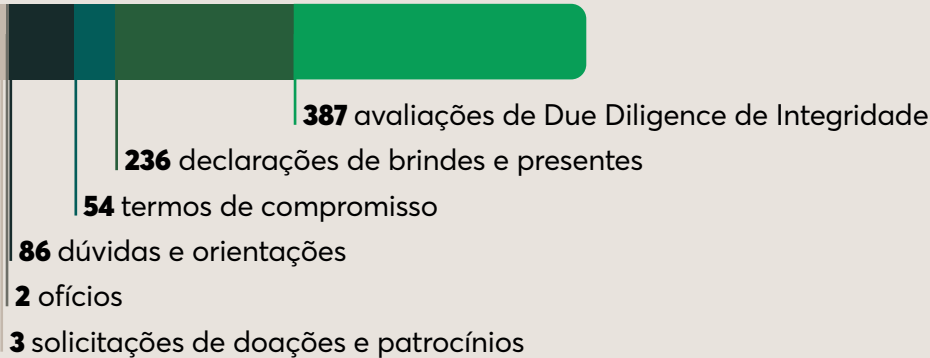 387 avaliações de Due Diligence de Integridade
236 declarações de brindes e presentes
54 termos de compromisso
86 dúvidas e orientações
2 ofícios
3 solicitações de doações e patrocínios